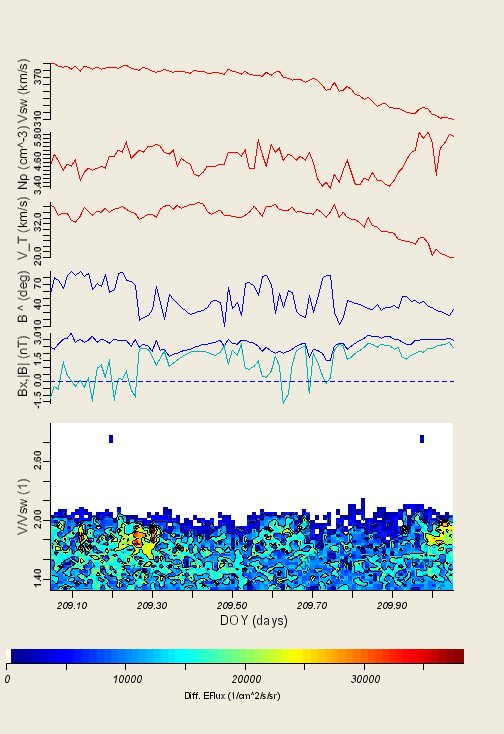 Vsw (km/s)
370
310
Np (cm^-3)
5.80
4.60
3.40
V_T (km/s)
32.0
20.0
B ^ (deg)
70
40
10
Bx,|B| (nT)
3.0
1.5
0.0
-1.5
V/Vsw (1)
2.60
2.00
1.40
209.10 209.30 209.50 209.70 209.90
DOY (days)
0 10000 20000 30000
Diff. EFlux (1/cm^2/s/sr)